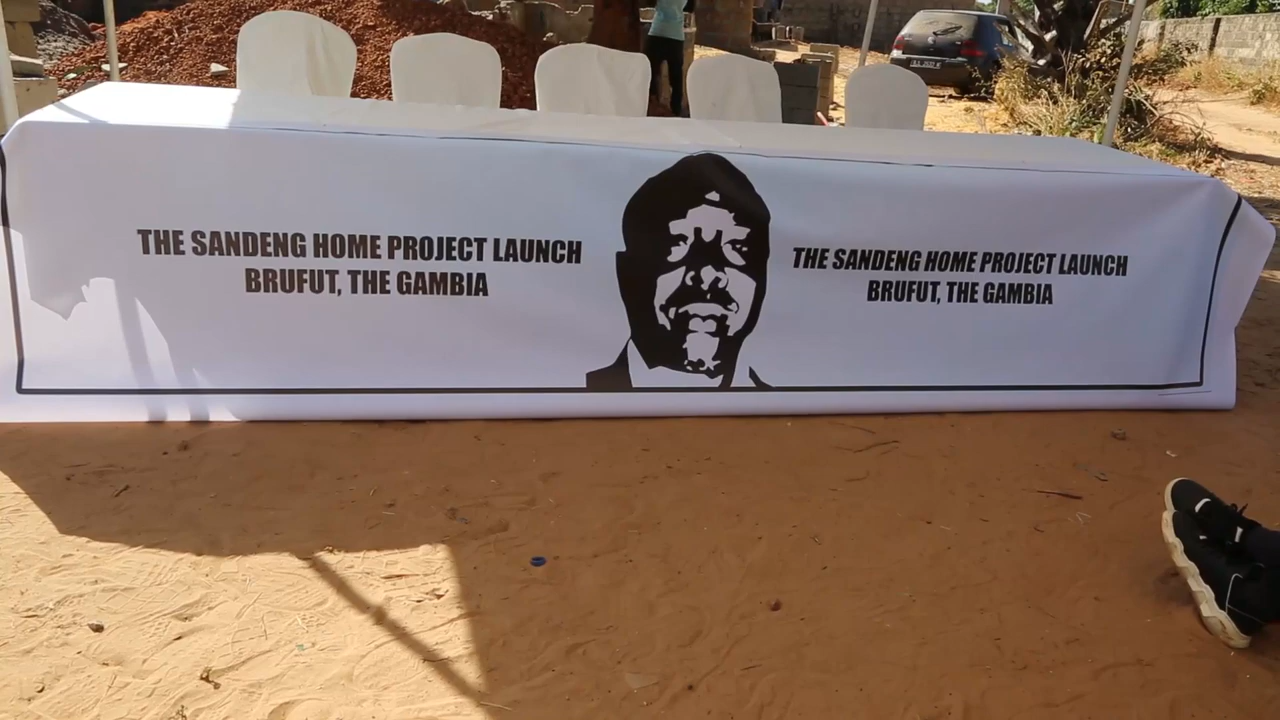 THE SANDENG HOME PROJECT LAUNCH
BRUFUT, THE GAMBIA
THE SANDENG HOME PROJECT LAUNCH
BRUFUT, THE GAMBIA